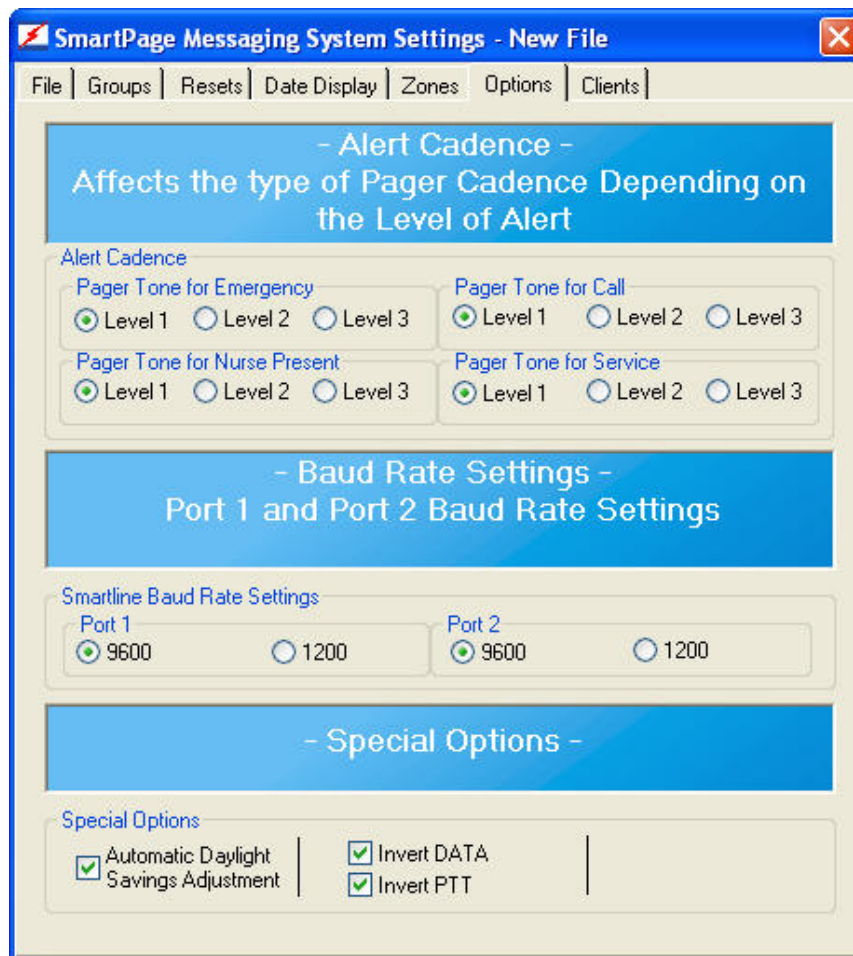 SmartPage Messaging System Settings - New File
File Groups Resets Date Display Zones Options Clients
- Alert Cadence -
Affects the type of Pager Cadence Depending on
the Level of Alert
Alert Cadence
Pager Tone for Emergency
Level 1 Level 2 Level 3
Pager Tone for Call
Level 1 Level 2 Level 3
Pager Tone for Nurse Present
Level 1 Level 2 Level 3
Pager Tone for Service
Level 1 Level 2 Level 3
- Baud Rate Settings -
Port 1 and Port 2 Baud Rate Settings
Smartline Baud Rate Settings
Port 1
9600 1200
Port 2
9600 1200
- Special Options -
Special Options
Automatic Daylight
Savings Adjustment
Invert DATA
Invert PTT